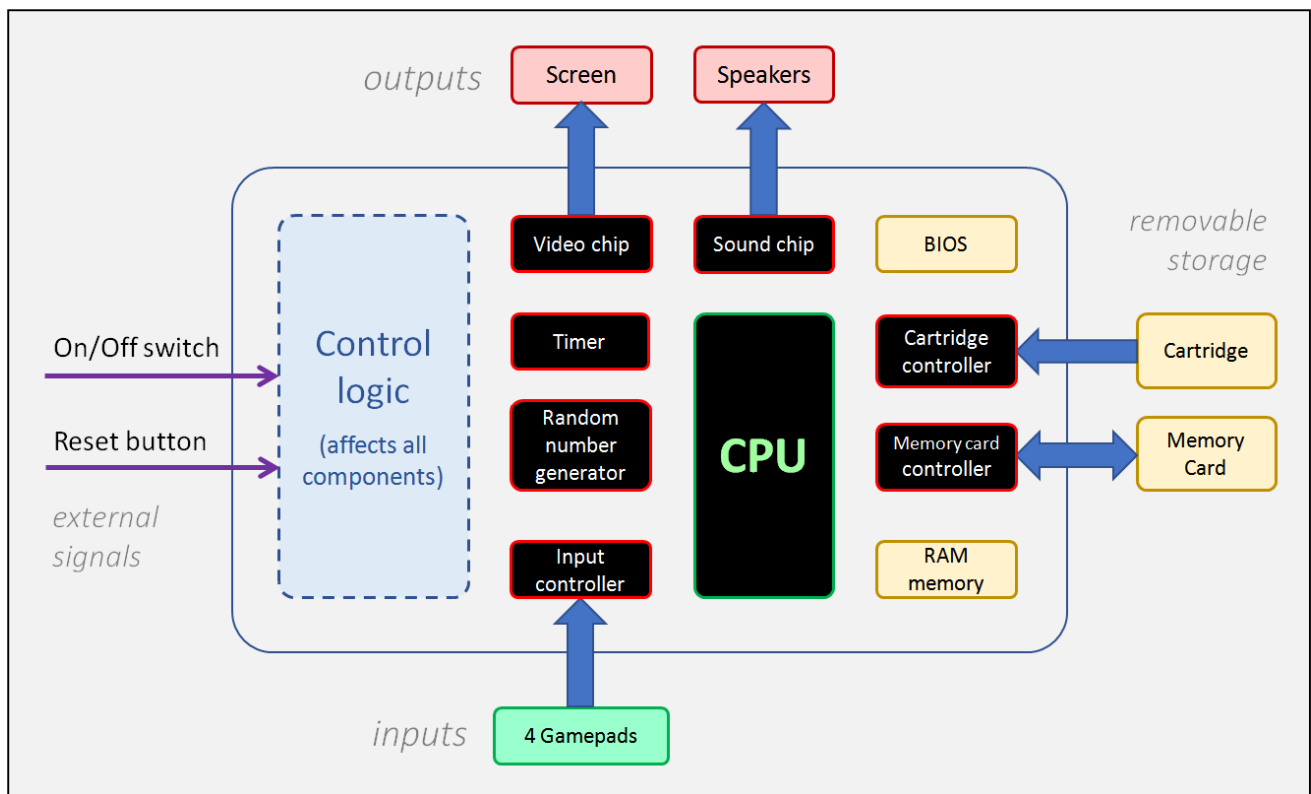 outputs
Screen
Speakers
Video chip
Sound chip
BIOS
removable
storage
On/Off switch
Reset button
external
signals
Control
logic
(affects all
components)
Timer
Random
number
generator
Input
controller
CPU
Cartridge
controller
Memory card
controller
RAM
memory
Cartridge
Memory
Card
inputs
4 Gamepads